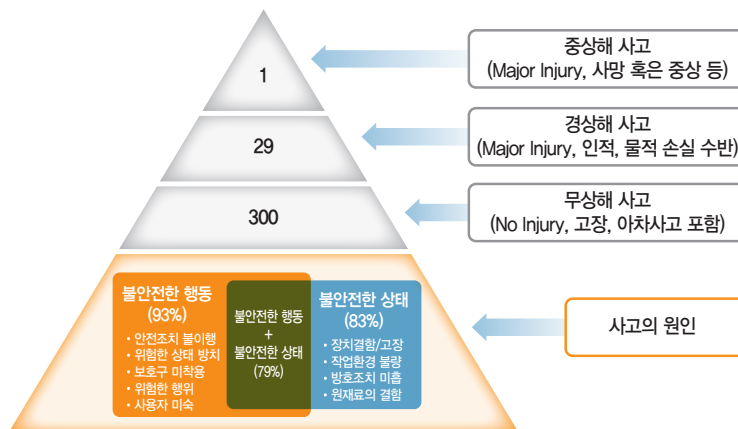 1
중상해 사고
(Major Injury, 사망 혹은 중상 등)
29
경상해 사고
(Major Injury, 인적, 물적 손실 수반)
300
무상해 사고
(No Injury, 고장, 아차사고 포함)
불안전한 행동
(93%)
• 안전조치 불이행
• 위험한 상태 방치
• 보호구 미착용
• 위험한 행위
• 사용자 미숙
불안전한 행동
+
불안전한 상태
(79%)
불안전한 상태
(83%)
• 장치결함/고장
• 작업환경 불량
• 방호조치 미흡
• 원재료의 결함
사고의 원인